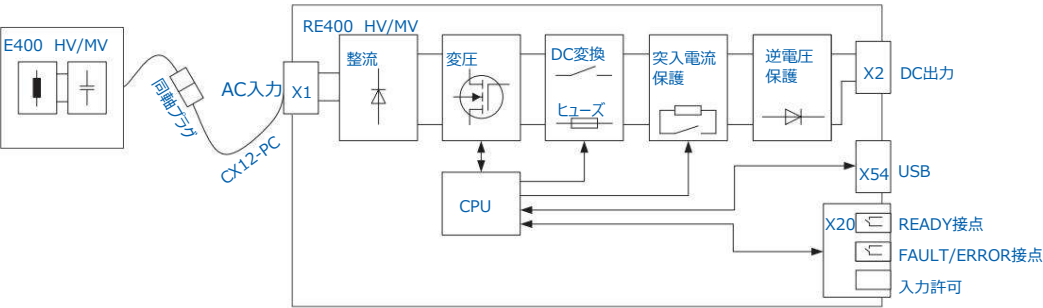 E400 HV/MV
同軸プラグ
CX12-PC
AC入力
X1
RE400 HV/MV
整流
変圧
DC変換
ヒューズ
突入電流
保護
逆電圧
保護
X2
DC出力
CPU
X54
USB
X20
READY接点
FAULT/ERROR接点
入力許可